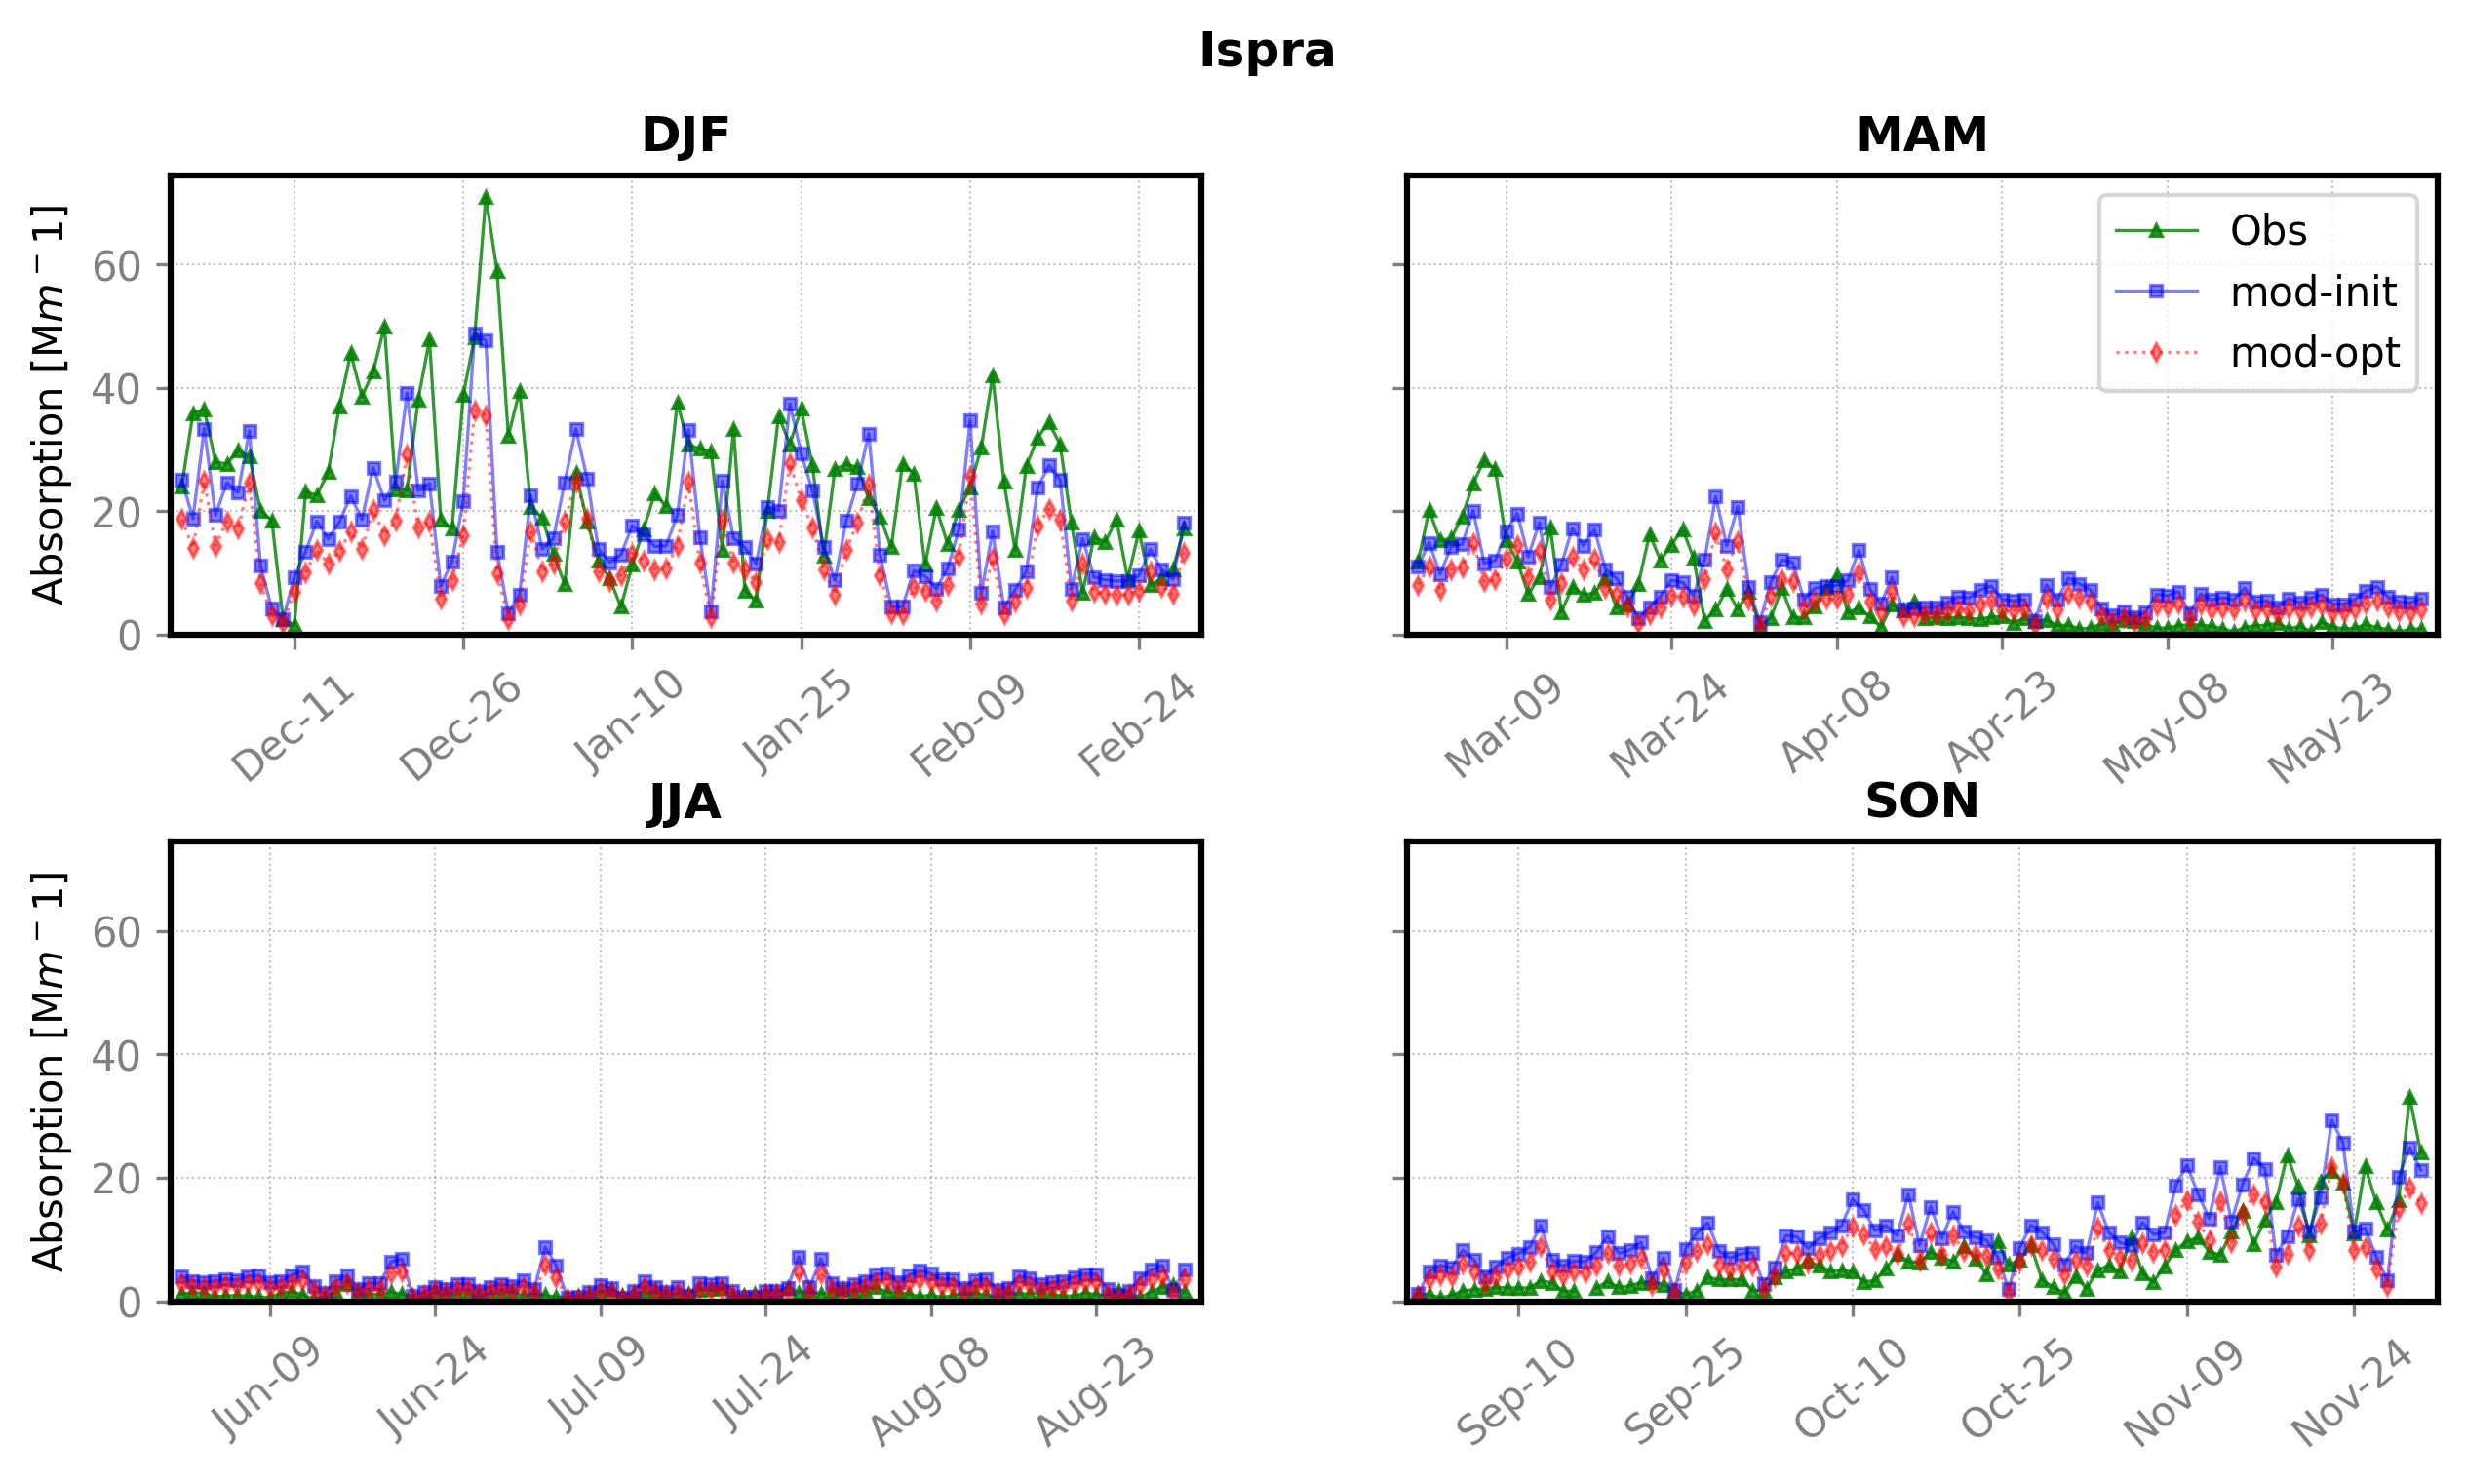 Ispra
DJF
MAM
Absorption [Mm − 1]
60
40
20
0
Obs
mod-init
mod-opt
Dec-11
Dec-26
Jan-10
Jan-25
Feb-09
Feb-24
Mar-09
Mar-24
Apr-08
Apr-23
May-08
May-23
JJA
SON
Absorption [Mm − 1]
60
40
20
0
Jun-09
Jun-24
Jul-09
Jul-24
Aug-08
Aug-23
Sep-10
Sep-25
Oct-10
Oct-25
Nov-09
Nov-24